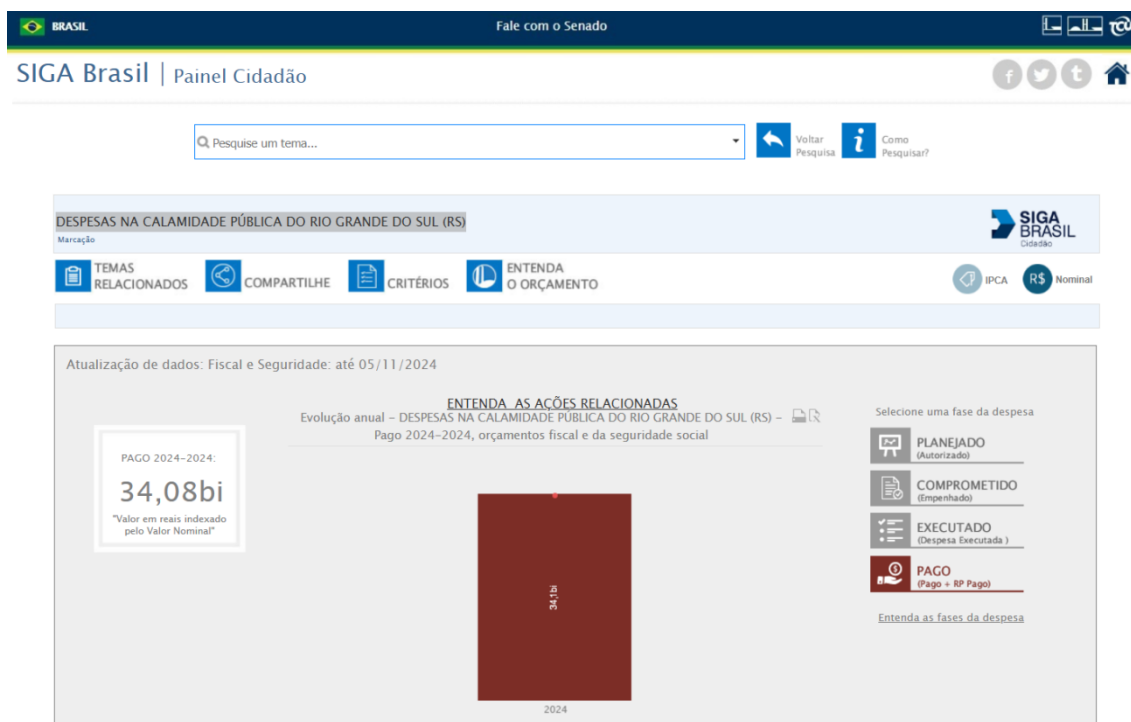 BRASIL
Fale com o Senado
SIGA Brasil | Painel Cidadão
Pesquise um tema...
Voltar
Pesquisa
Como
Pesquisar?
DESPESAS NA CALAMIDADE PÚBLICA DO RIO GRANDE DO SUL (RS)
Marcação
SIGA
BRASIL
Cidadão
TEMAS
RELACIONADOS
COMPARTILHE
CRITÉRIOS
ENTENDA
O ORÇAMENTO
IPCA
R$ Nominal
Atualização de dados: Fiscal e Seguridade: até 05/11/2024
ENTENDA AS AÇÕES RELACIONADAS
Evolução anual - DESPESAS NA CALAMIDADE PÚBLICA DO RIO GRANDE DO SUL (RS) -
Pago 2024-2024, orçamentos fiscal e da seguridade social
PAGO 2024-2024:
34,08bi
"Valor em reais indexado
pelo Valor Nominal"
34,1bi
2024
Selecione uma fase da despesa
PLANEJADO
(Autorizado)
COMPROMETIDO
(Empenhado)
EXECUTADO
(Despesa Executada )
PAGO
(Pago + RP Pago)
Entenda as fases da despesa